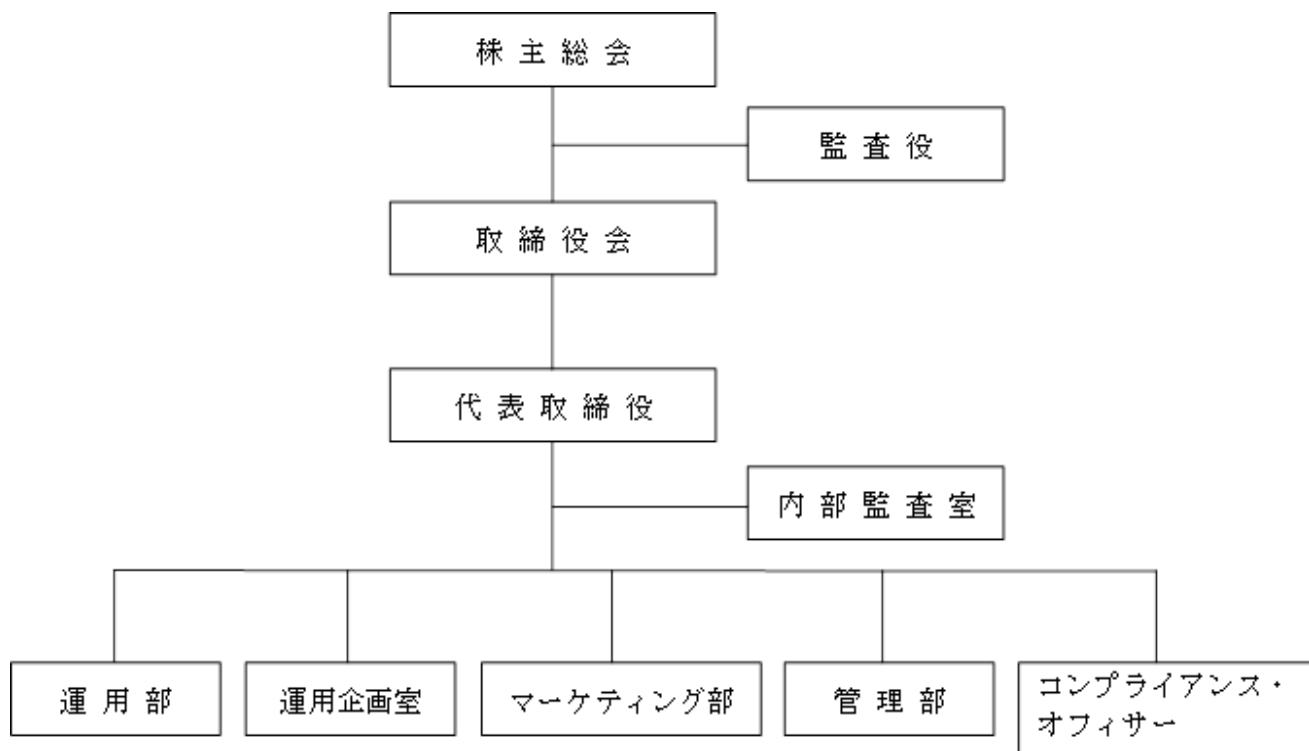 株主総会
監査役
取締役会
代表取締役
内部監査室
運用部
運用企画室
マーケティング部
管理部
コンプライアンス・
オフィサー